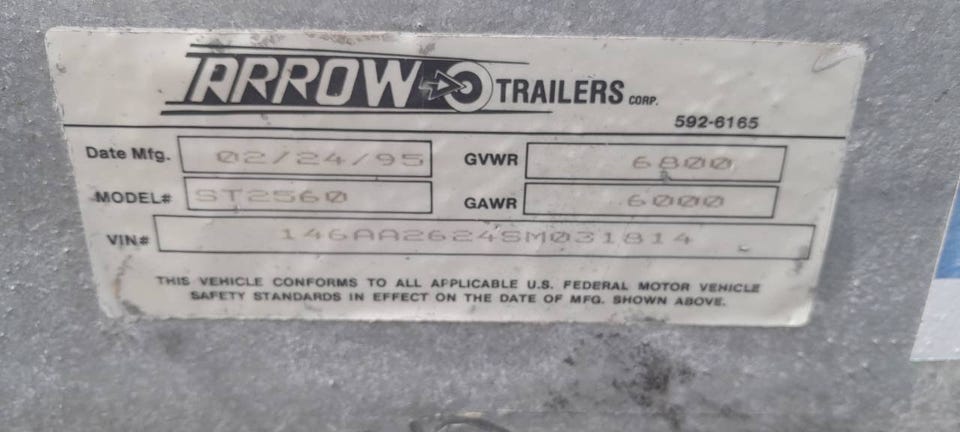 ARROW TRAILERS CORP.
592-6165
Date Mfg. 02/24/95 GVWR 6800
MODEL# ST2560 GAWR 6000
VIN# 146AA2624SM031814
THIS VEHICLE CONFORMS TO ALL APPLICABLE U.S. FEDERAL MOTOR VEHICLE
SAFETY STANDARDS IN EFFECT ON THE DATE OF MFG. SHOWN ABOVE.